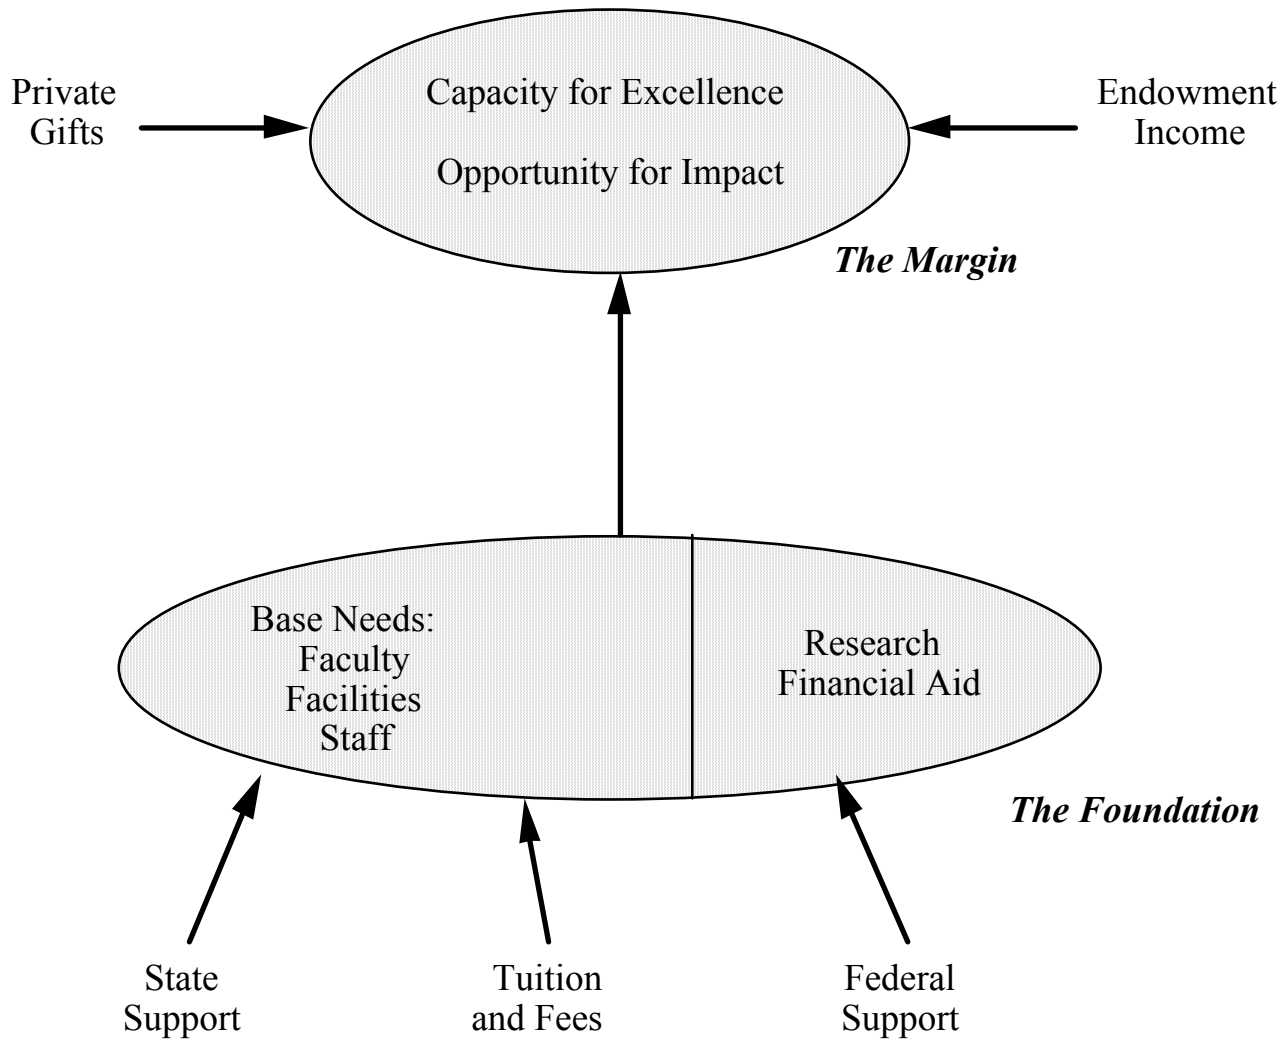 Private
Gifts
Capacity for Excellence
Opportunity for Impact
Endowment
Income
The Margin
Base Needs:
Faculty
Facilities
Staff
Research
Financial Aid
The Foundation
State
Support
Tuition
and Fees
Federal
Support